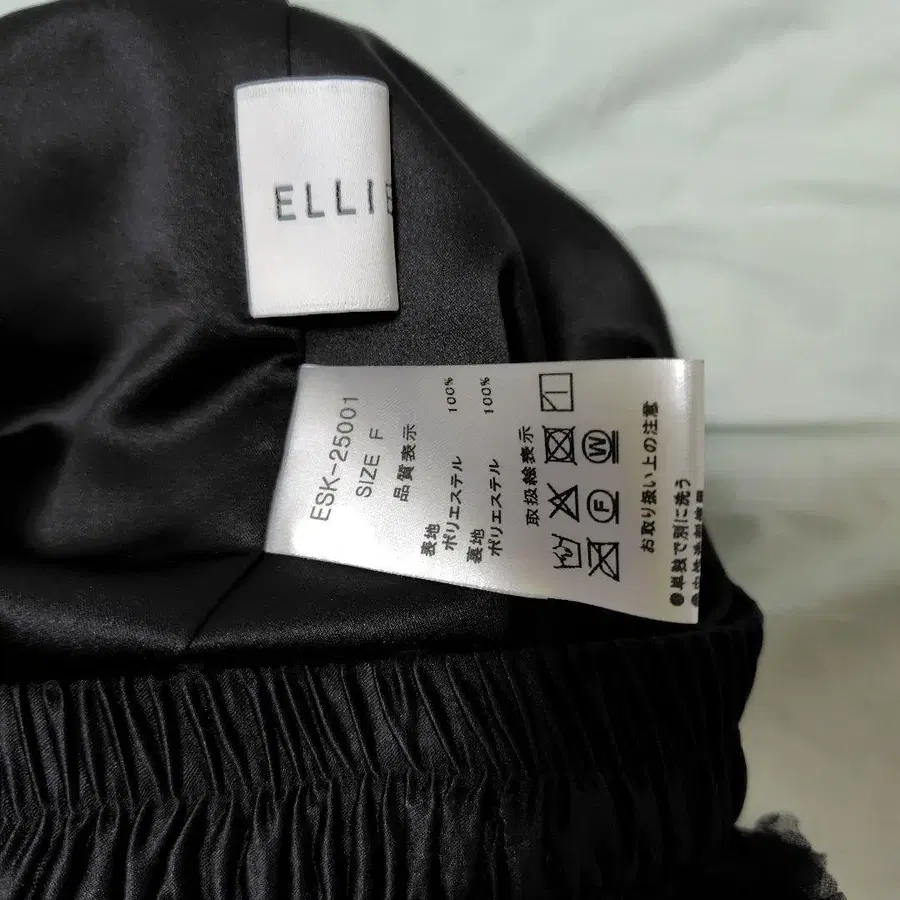 ELLIE
ESK-25001
SIZE F
品質表示
表地
ポリエステル 100%
裏地
ポリエステル 100%
取扱絵表示
F W
お取り扱い上の注意
●単数で別に洗う